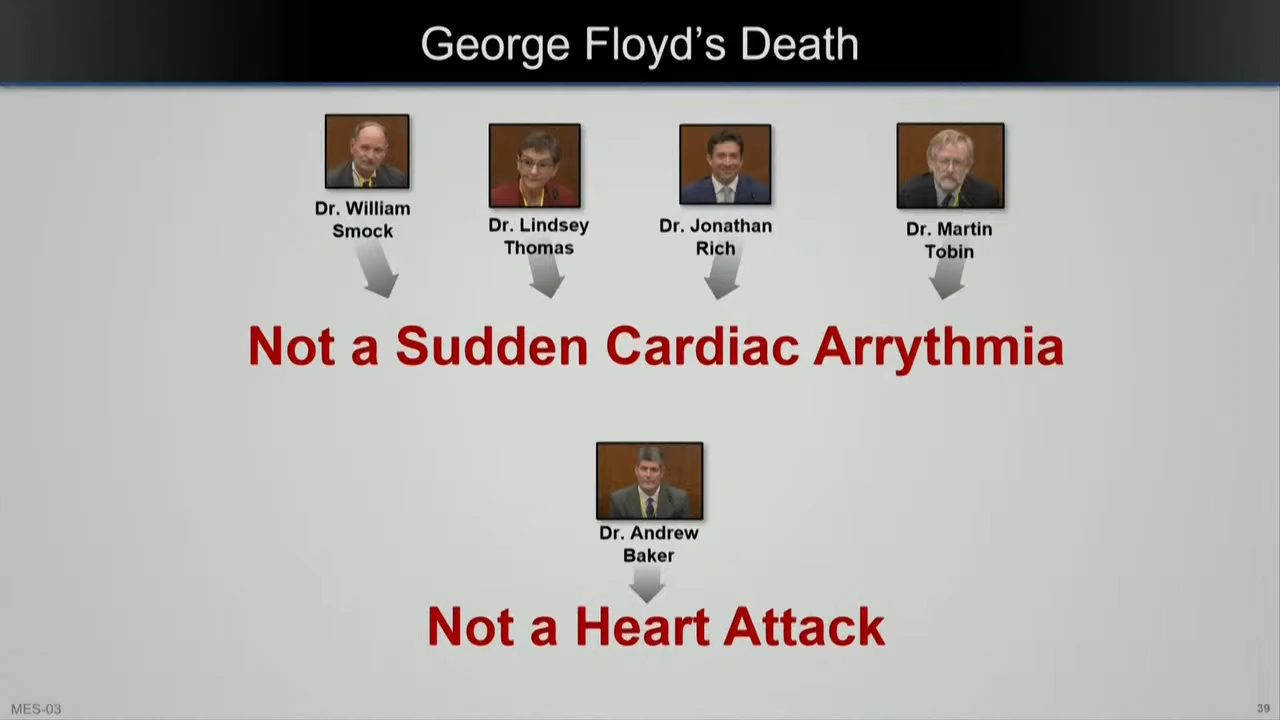 George Floyd’s Death
Dr. William
Smock
Dr. Lindsey
Thomas
Dr. Jonathan
Rich
Dr. Martin
Tobin
Not a Sudden Cardiac Arrythmia
Dr. Andrew
Baker
Not a Heart Attack
MES-03
39